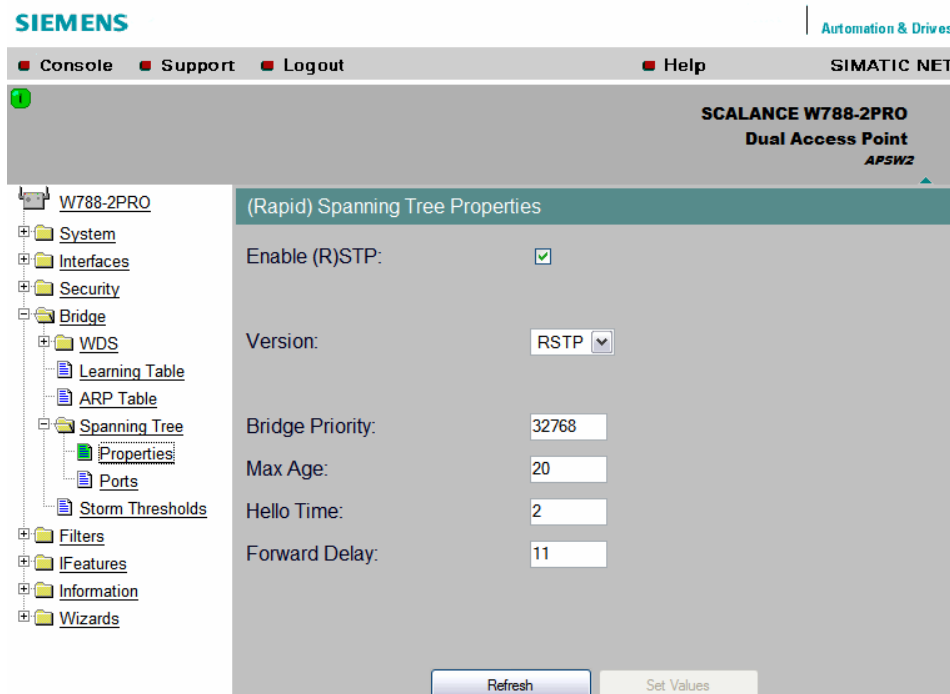 SIEMENS
Automation & Drives
Console Support Logout Help SIMATIC NET
SCALANCE W788-2PRO
Dual Access Point
APSW2
W788-2PRO
System
Interfaces
Security
Bridge
WDS
Learning Table
ARP Table
Spanning Tree
Properties
Ports
Storm Thresholds
Filters
IFeatures
Information
Wizards
(Rapid) Spanning Tree Properties
Enable (R)STP:
Version: RSTP
Bridge Priority: 32768
Max Age: 20
Hello Time: 2
Forward Delay: 11
Refresh Set Values